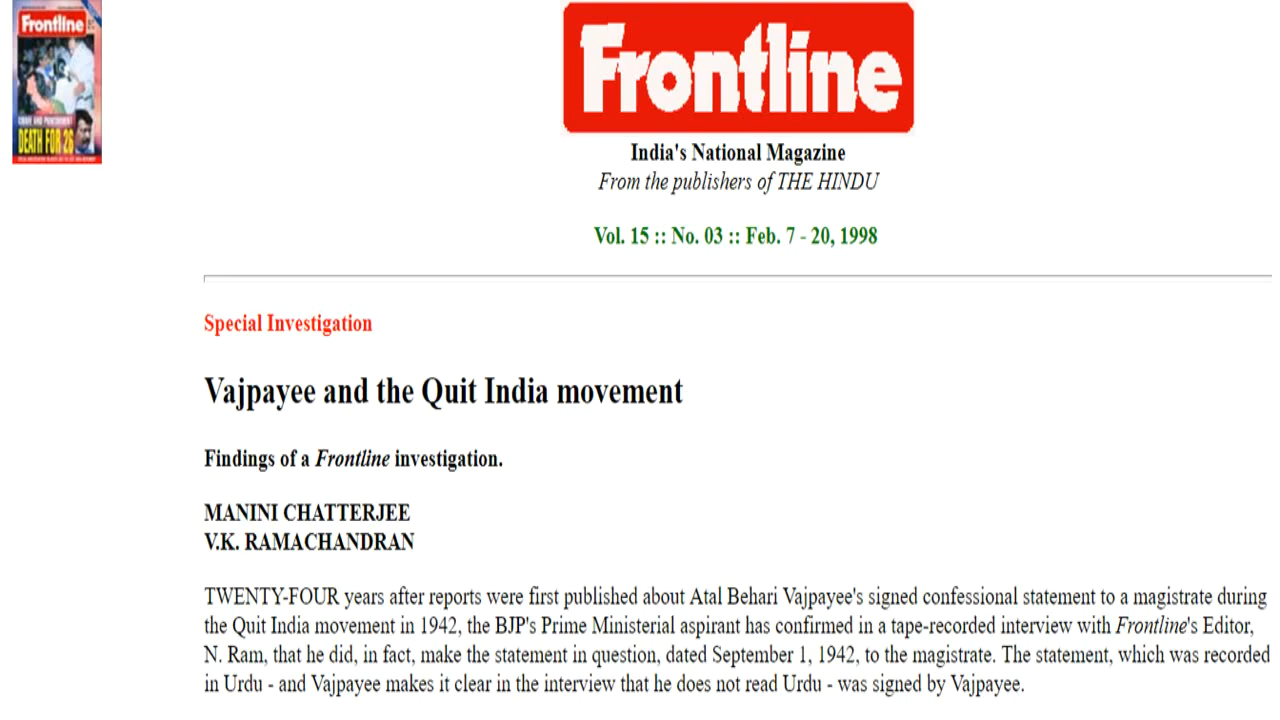 Frontline
DEATH FOR 26
Frontline
India's National Magazine
From the publishers of THE HINDU
Vol. 15 :: No. 03 :: Feb. 7 - 20, 1998
Special Investigation
Vajpayee and the Quit India movement
Findings of a Frontline investigation.
MANINI CHATTERJEE
V.K. RAMACHANDRAN
TWENTY-FOUR years after reports were first published about Atal Behari Vajpayee's signed confessional statement to a magistrate during
the Quit India movement in 1942, the BJP's Prime Ministerial aspirant has confirmed in a tape-recorded interview with Frontline's Editor,
N. Ram, that he did, in fact, make the statement in question, dated September 1, 1942, to the magistrate. The statement, which was recorded
in Urdu - and Vajpayee makes it clear in the interview that he does not read Urdu - was signed by Vajpayee.